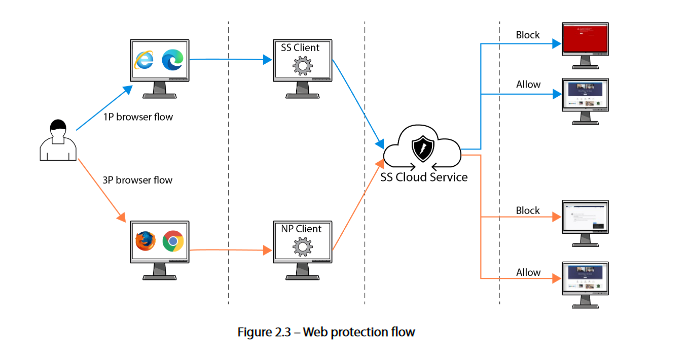 Block
SS Client
Allow
1P browser flow
SS Cloud Service
3P browser flow
Block
NP Client
Allow
Figure 2.3 – Web protection flow